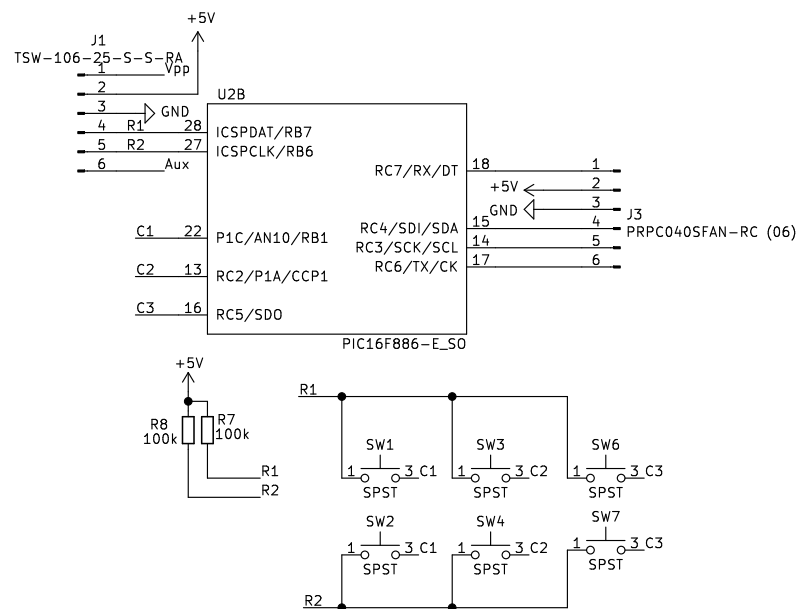 +5V
J1
TSW-106-25-S-S-RA
1 Vpp
2
3 GND
4 R1 28 ICSPDAT/RB7
5 R2 27 ICSPCLK/RB6
6 Aux
U2B
RC7/RX/DT 18 1
+5V 2
GND 3
RC4/SDI/SDA 15 4
J3
PRPC040SFAN-RC (06)
RC3/SCK/SCL 14 5
RC6/TX/CK 17 6
C1 22 P1C/AN10/RB1
C2 13 RC2/P1A/CCP1
C3 16 RC5/SDO
PIC16F886-E_SO
+5V
R8 100k
R7 100k
R1
R2
R1
SW1
1 3 C1
SPST
SW3
1 3 C2
SPST
SW6
1 3 C3
SPST
SW2
1 3 C1
SPST
SW4
1 3 C2
SPST
SW7
1 3 C3
SPST
R2